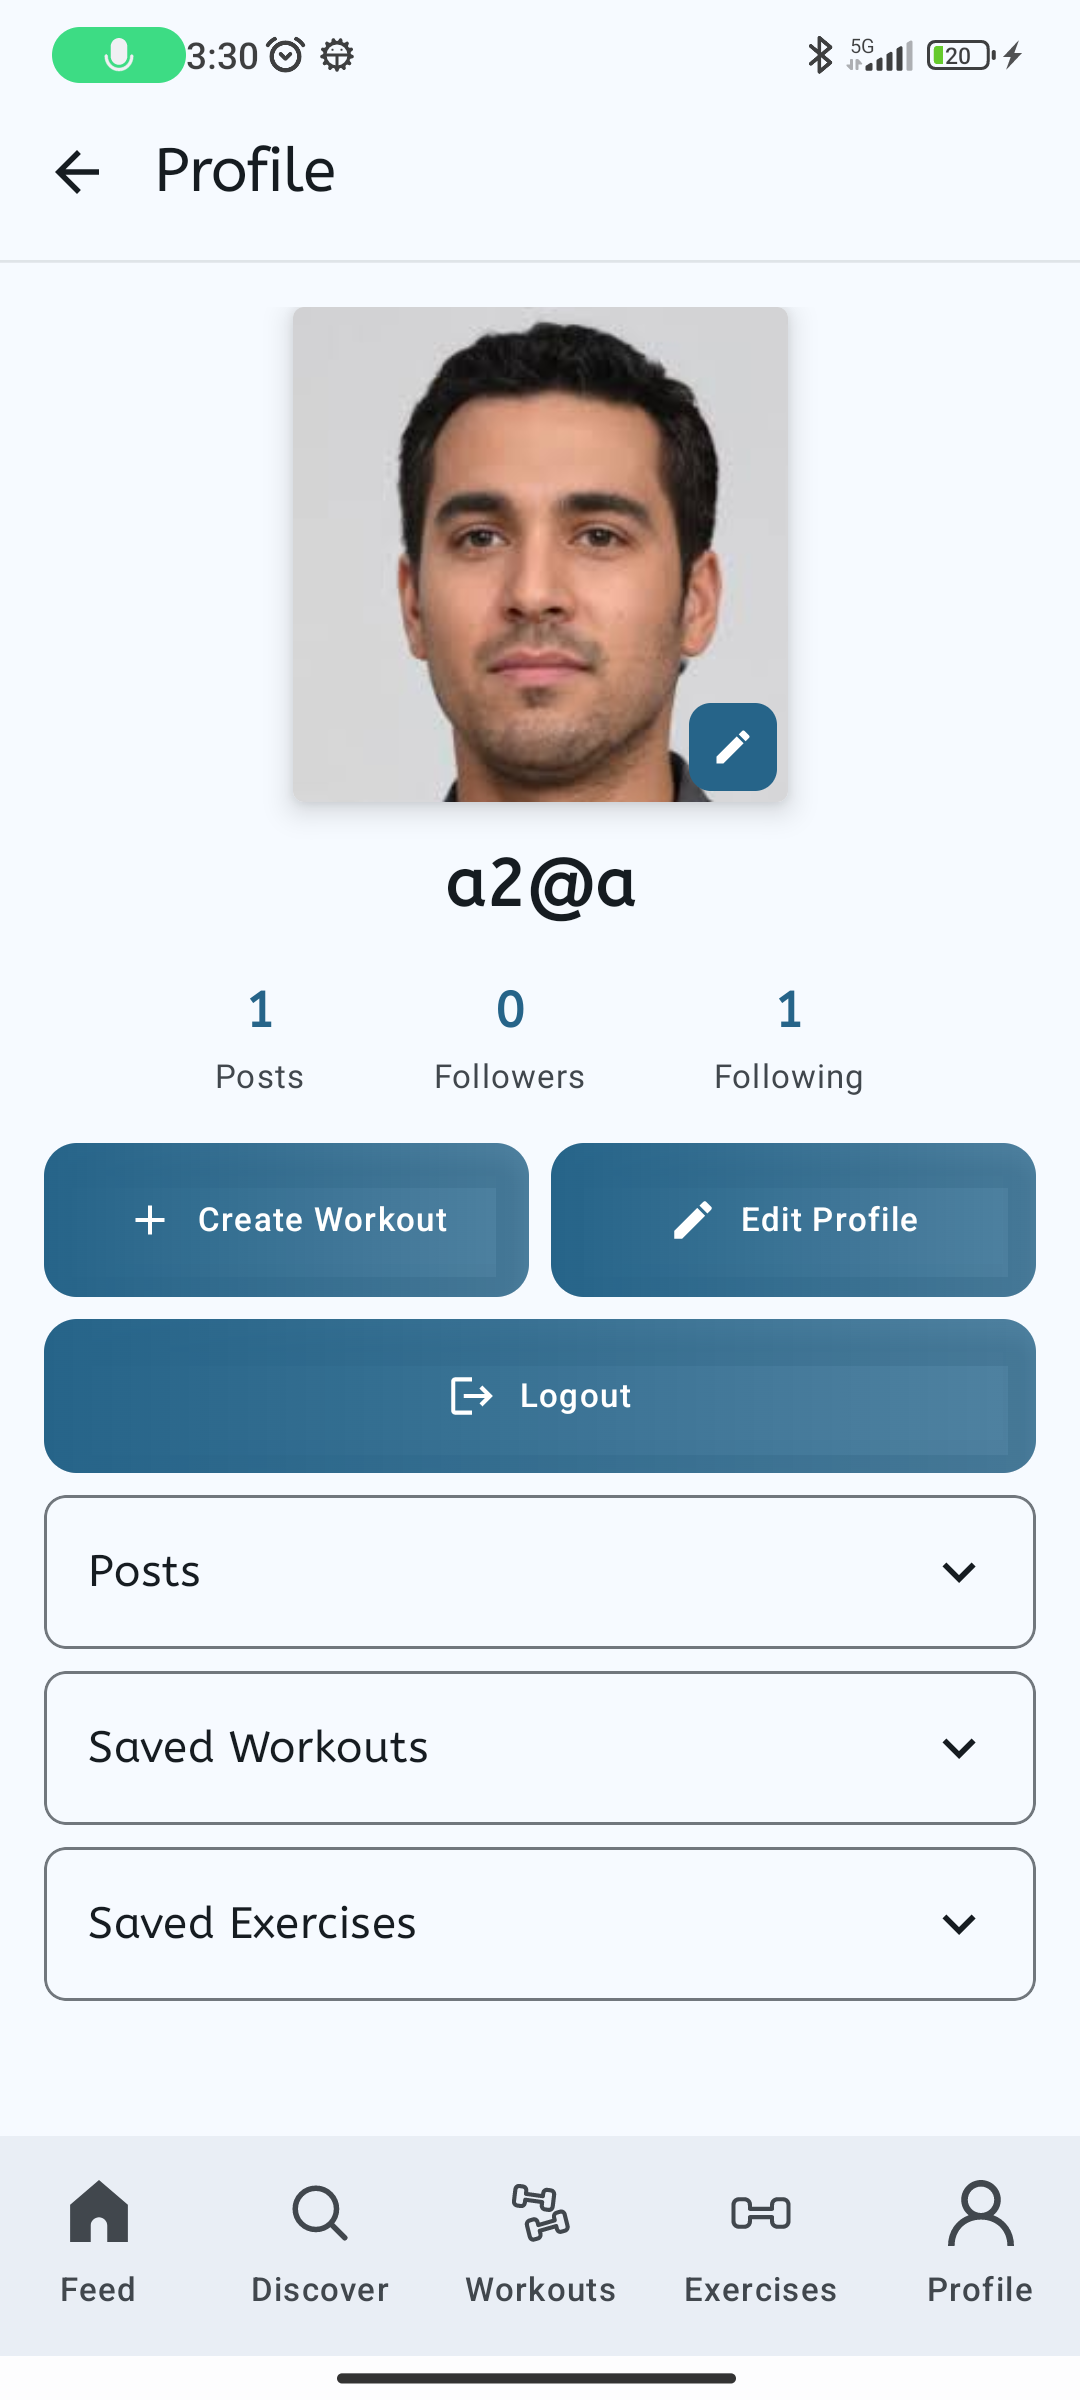 3:30 5G 20
Profile
a2@a
1 0 1
Posts Followers Following
Create Workout Edit Profile
Logout
Posts
Saved Workouts
Saved Exercises
Feed Discover Workouts Exercises Profile